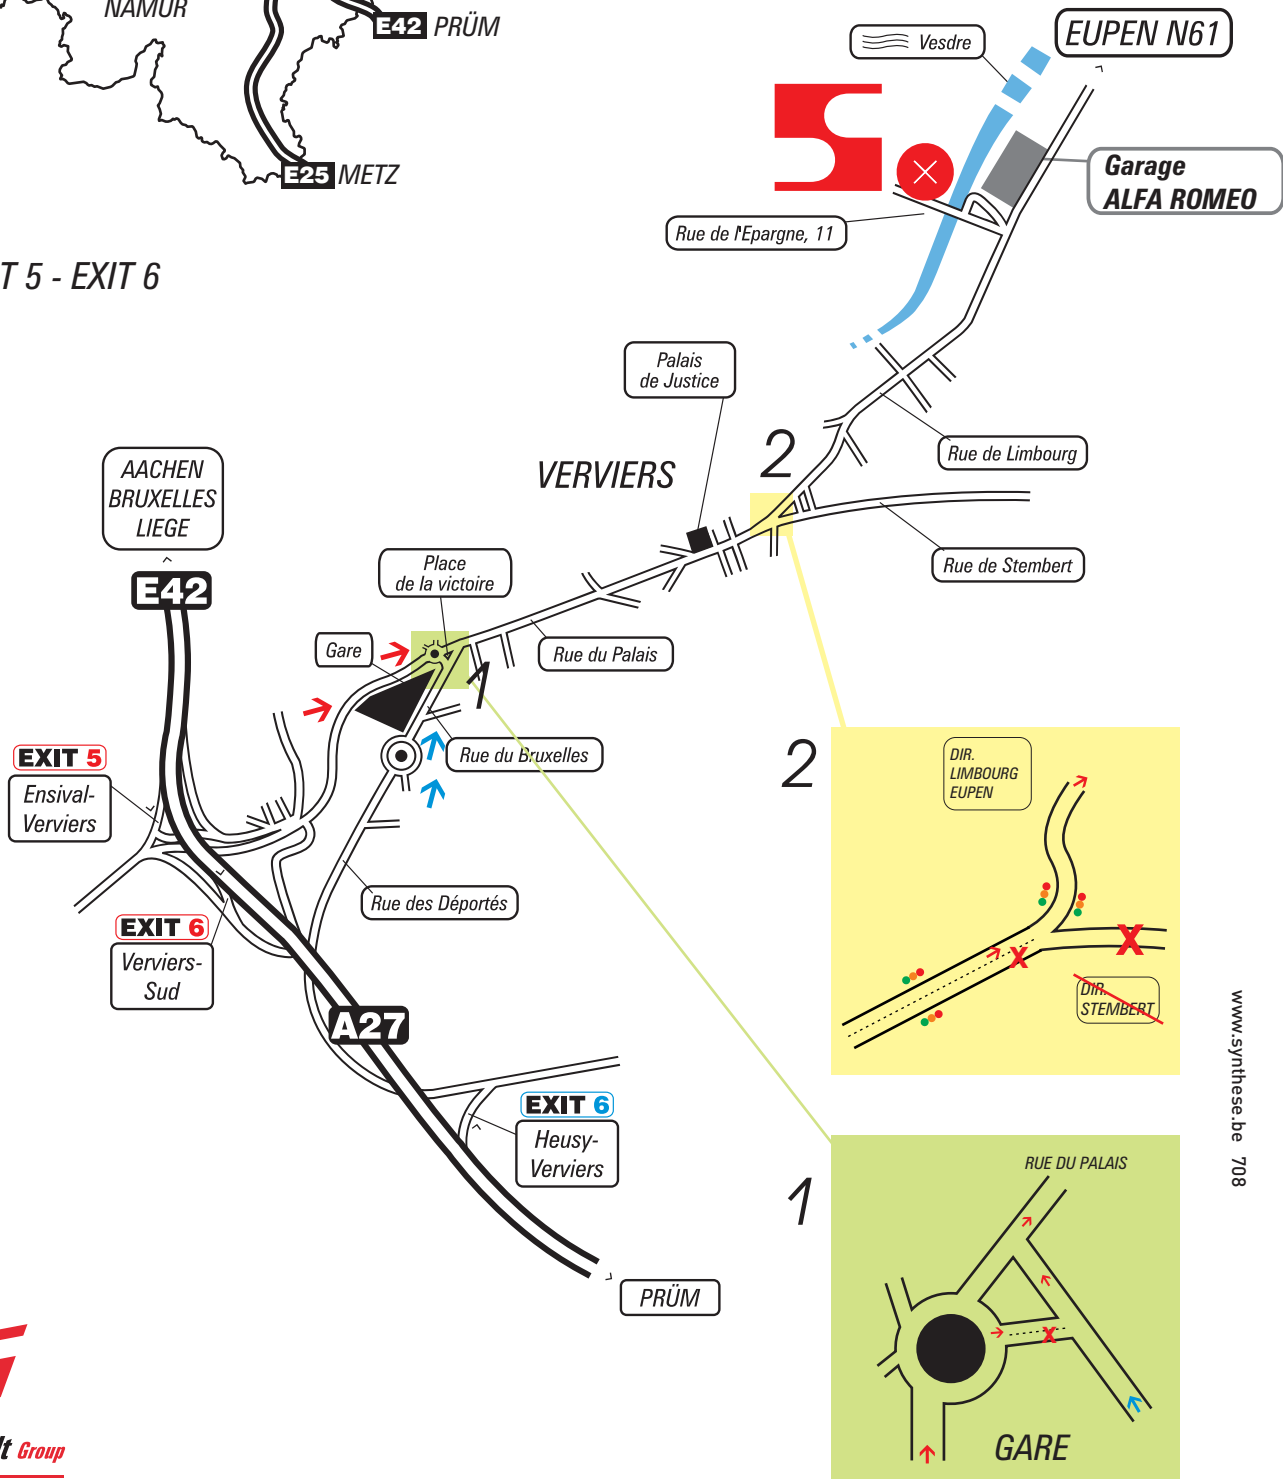 NAMUR
E42 PRÜM
E25 METZ
T 5 - EXIT 6
Vesdre
EUPEN N61
Garage
ALFA ROMEO
Rue de l'Epargne, 11
Palais
de Justice
2
VERVIERS
Rue de Limbourg
Rue de Stembert
AACHEN
BRUXELLES
LIEGE
E42
Place
de la victoire
Gare
Rue du Palais
1
Rue du Bruxelles
EXIT 5
Ensival-
Verviers
Rue des Déportés
EXIT 6
Verviers-
Sud
A27
EXIT 6
Heusy-
Verviers
PRÜM
2
DIR.
LIMBOURG
EUPEN
X
X
DIR.
STEMBERT
1
RUE DU PALAIS
X
GARE
www.synthese.be 708
lt Group